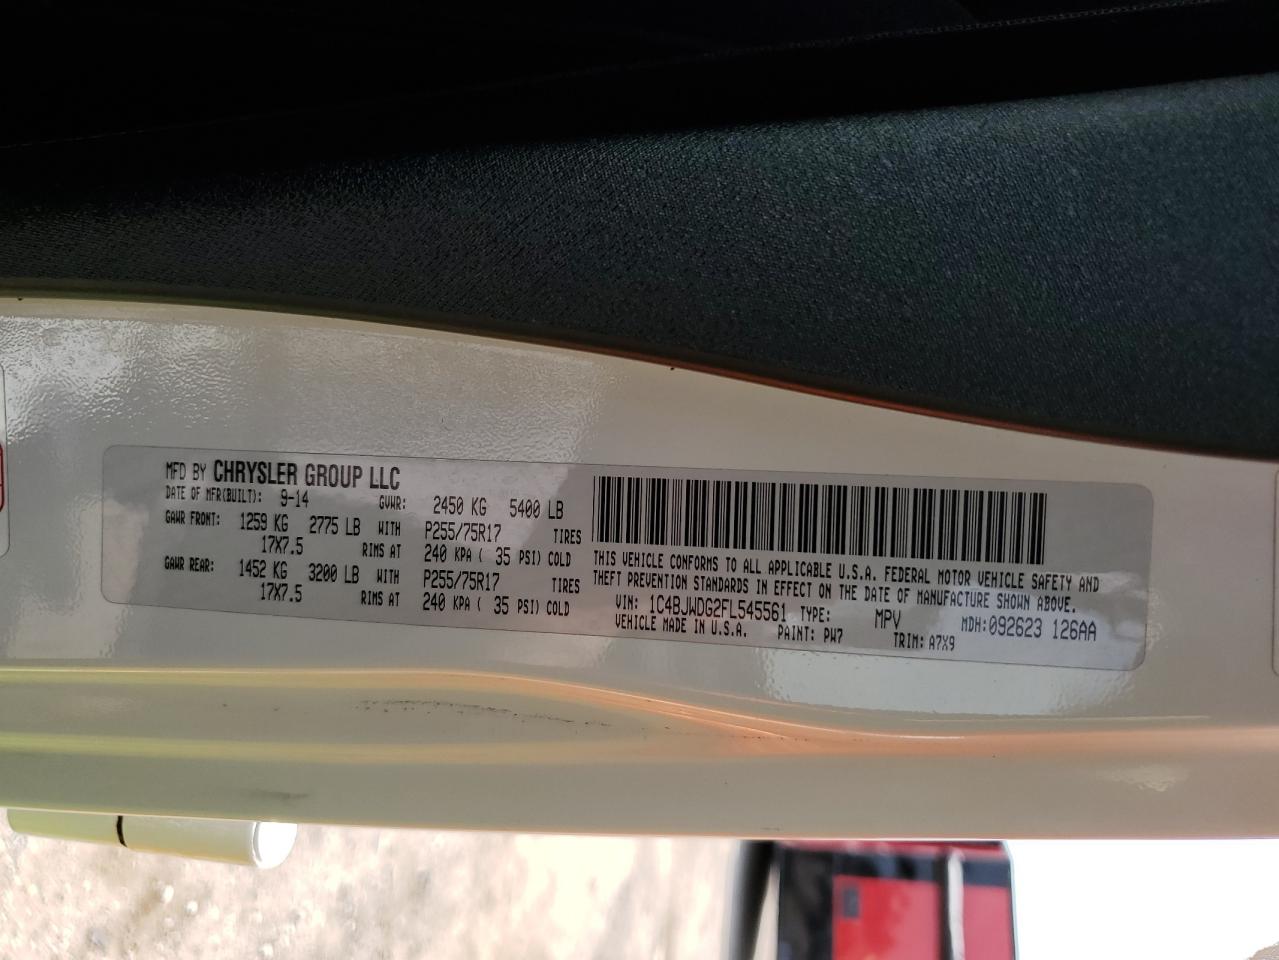 MFD BY CHRYSLER GROUP LLC
DATE OF MFR(BUILT): 9-14 GVWR: 2450 KG 5400 LB
GAWR FRONT: 1259 KG 2775 LB WITH P255/75R17 TIRES
17X7.5 RIMS AT 240 KPA ( 35 PSI) COLD
GAWR REAR: 1452 KG 3200 LB WITH P255/75R17 TIRES
17X7.5 RIMS AT 240 KPA ( 35 PSI) COLD
THIS VEHICLE CONFORMS TO ALL APPLICABLE U.S.A. FEDERAL MOTOR VEHICLE SAFETY AND
THEFT PREVENTION STANDARDS IN EFFECT ON THE DATE OF MANUFACTURE SHOWN ABOVE.
VIN: 1C4BJWDG2FL545561 TYPE: MPV MDH:092623 126AA
VEHICLE MADE IN U.S.A. PAINT: PW7 TRIM: A7X9